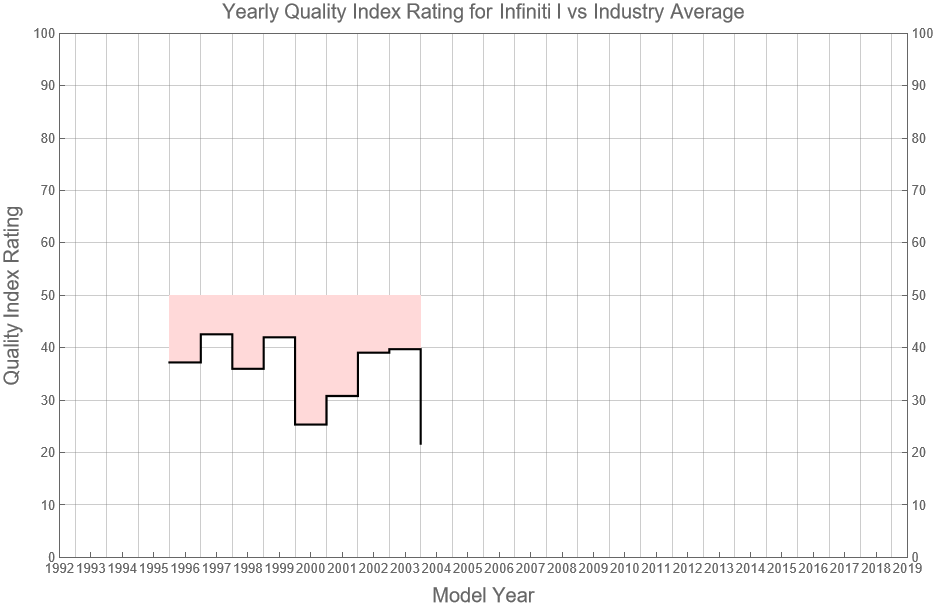 Yearly Quality Index Rating for Infiniti I vs Industry Average
100 100
90 90
80 80
70 70
60 60
50 50
40 40
30 30
20 20
10 10
0 0
Quality Index Rating
1992 1993 1994 1995 1996 1997 1998 1999 2000 2001 2002 2003 2004 2005 2006 2007 2008 2009 2010 2011 2012 2013 2014 2015 2016 2017 2018 2019
Model Year